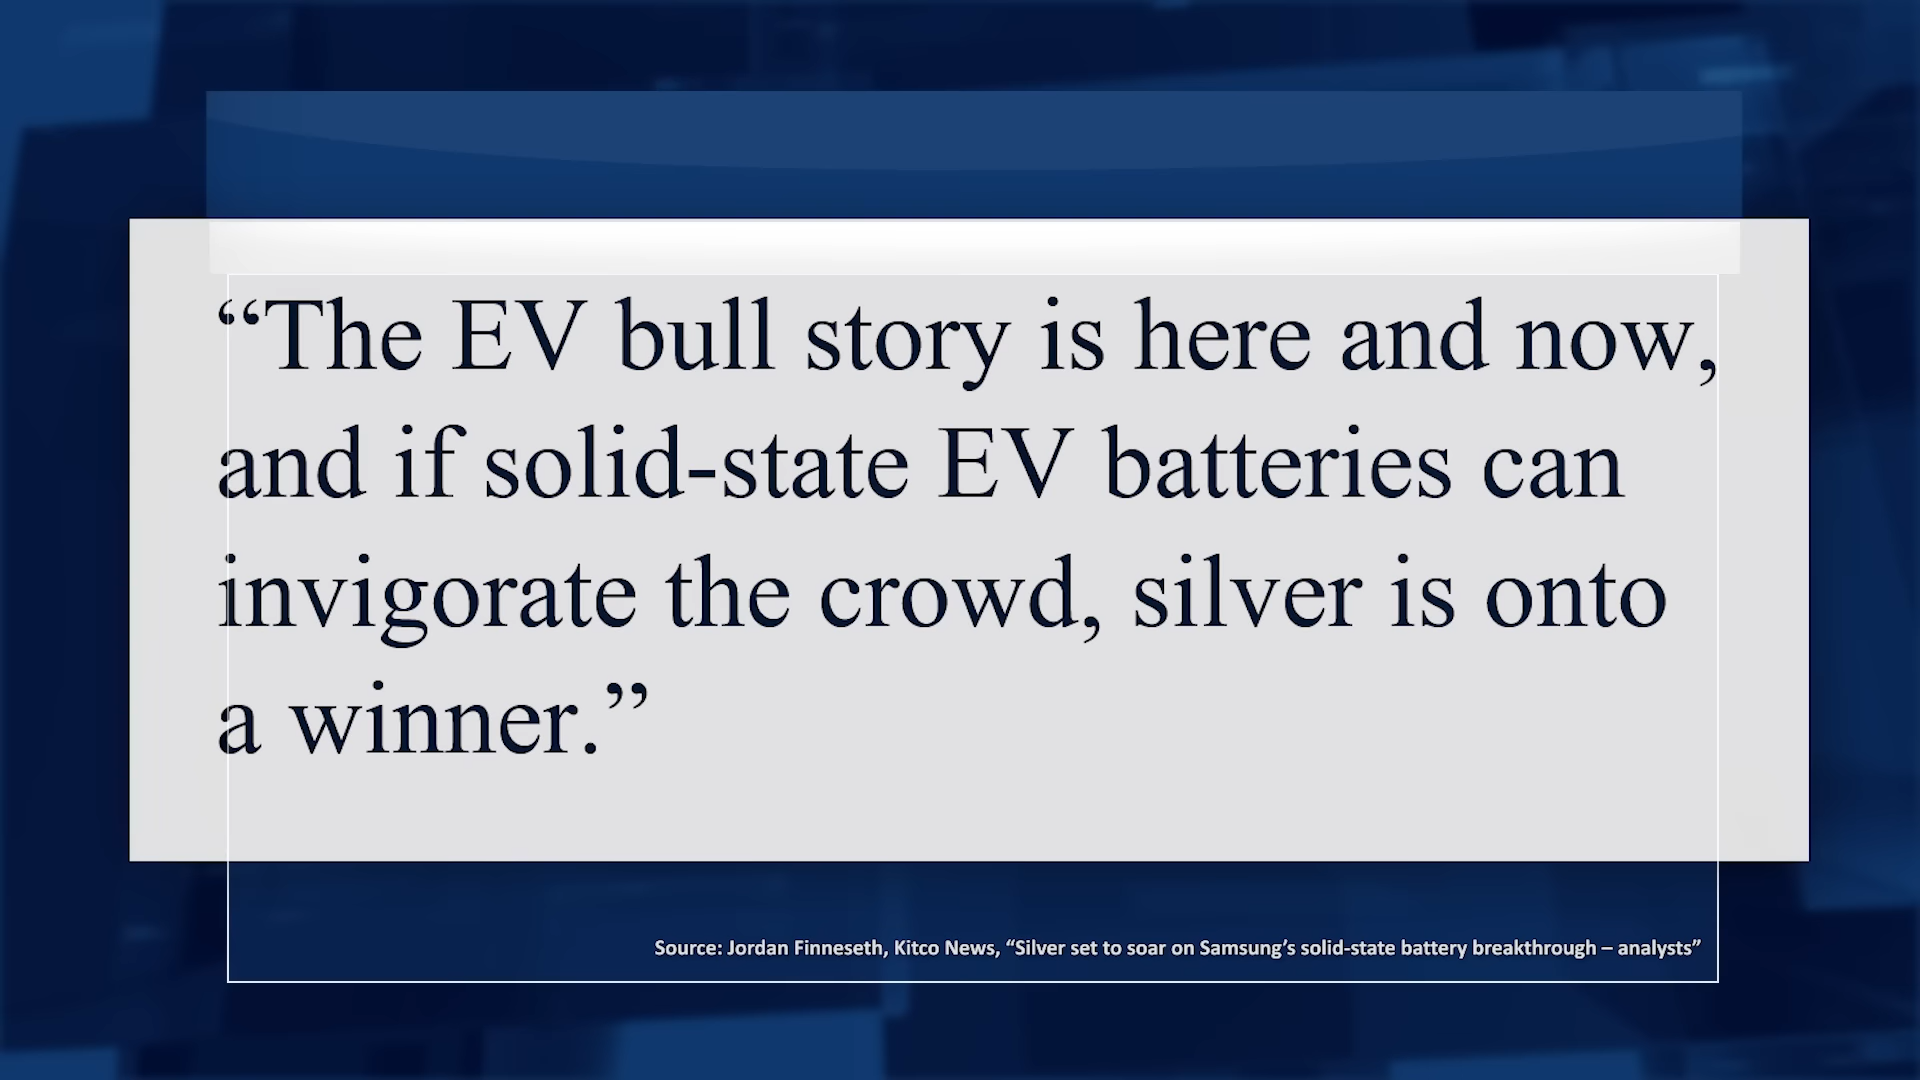 “The EV bull story is here and now,
and if solid-state EV batteries can
invigorate the crowd, silver is onto
a winner.”
Source: Jordan Finneseth, Kitco News, “Silver set to soar on Samsung’s solid-state battery breakthrough – analysts”